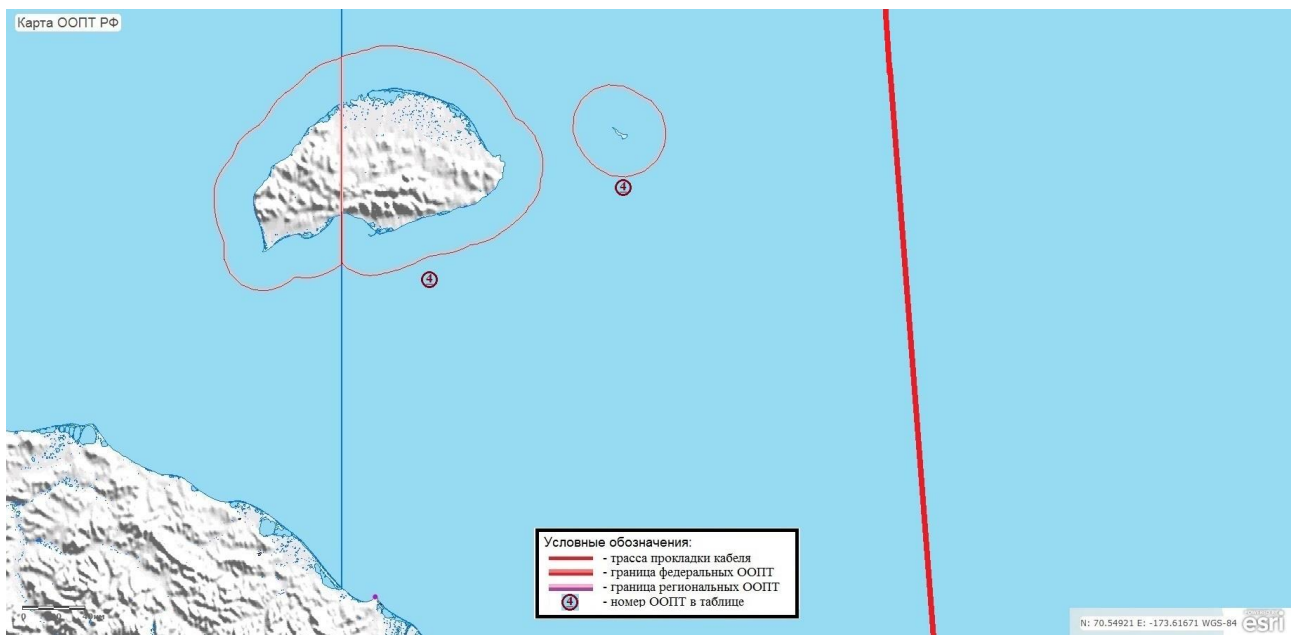 Карта ООПТ РФ
4
4
Условные обозначения:
- трасса прокладки кабеля
- граница федеральных ООПТ
- граница региональных ООПТ
4 - номер ООПТ в таблице
0
N: 70.54921 E: -173.61671 WGS-84 esri